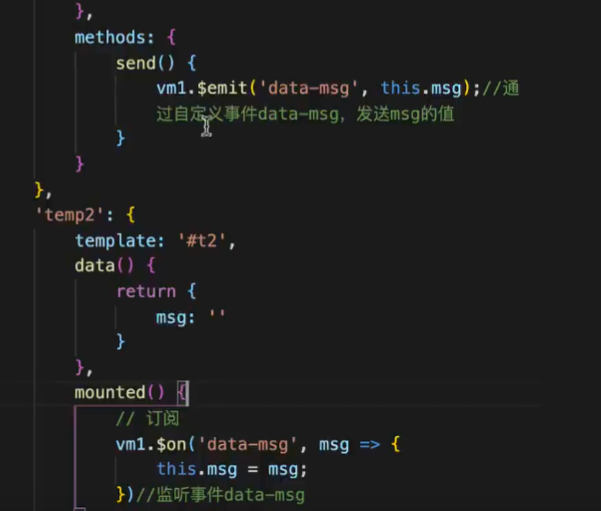 },
methods: {
send() {
vm1.$emit('data-msg', this.msg);//通
过自定义事件data-msg，发送msg的值
}
}
},
'temp2': {
template: '#t2',
data() {
return {
msg: ''
}
},
mounted() {
// 订阅
vm1.$on('data-msg', msg => {
this.msg = msg;
})//监听事件data-msg